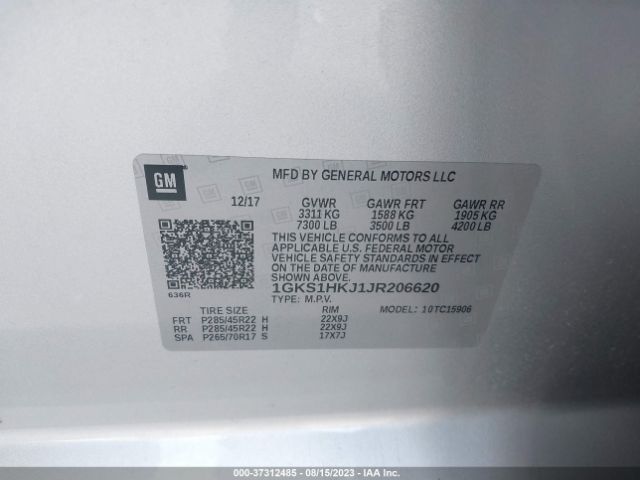 GM
MFD BY GENERAL MOTORS LLC
12/17 GVWR GAWR FRT GAWR RR
3311 KG 1588 KG 1905 KG
7300 LB 3500 LB 4200 LB
THIS VEHICLE CONFORMS TO ALL
APPLICABLE U.S. FEDERAL MOTOR
VEHICLE SAFETY STANDARDS IN
EFFECT ON THE DATE OF MANUFACTURE
SHOWN ABOVE.
636R 1GKS1HKJ1JR206620
TYPE: M.P.V.
TIRE SIZE RIM MODEL: 10TC15906
FRT P285/45R22 H 22X9J
RR P285/45R22 H 22X9J
SPA P265/70R17 S 17X7J
000-37312485 - 08/15/2023 - IAA Inc.